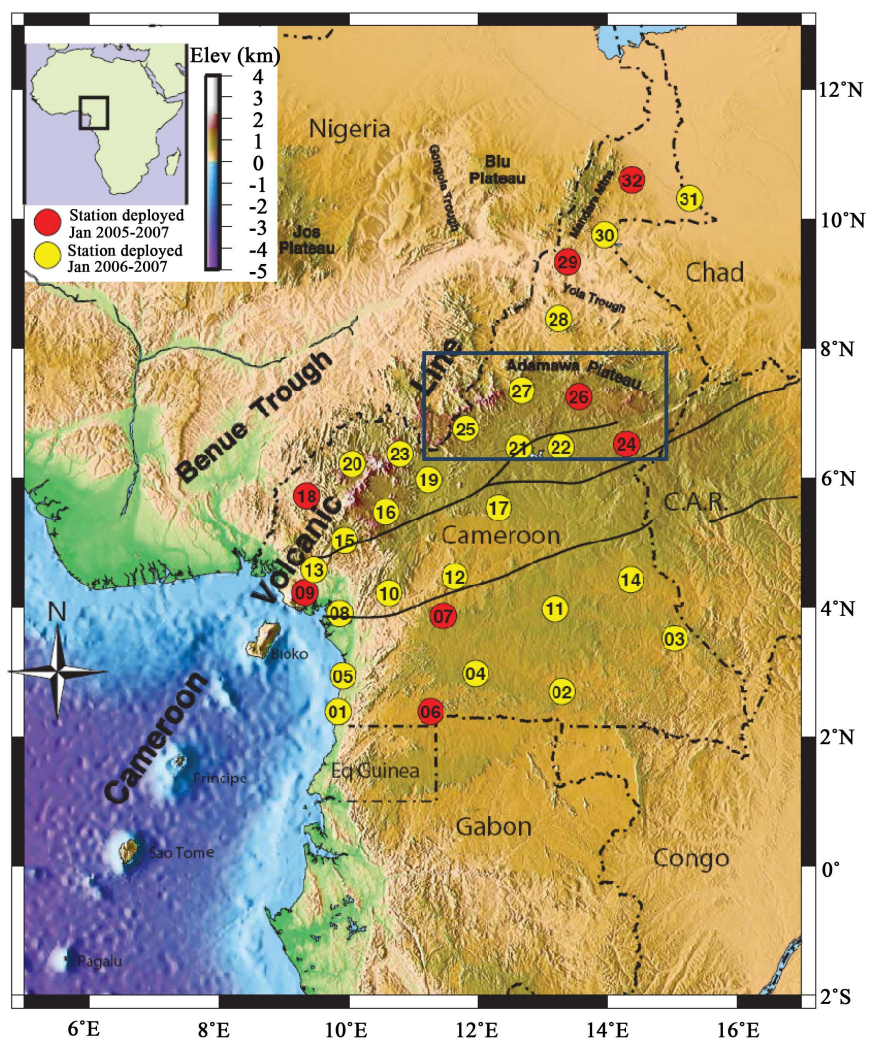 Elev (km)
4
3
2
1
0
-1
-2
-3
-4
-5
Station deployed
Jan 2005-2007
Station deployed
Jan 2006-2007
Nigeria
Gongola Trough
Biu
Plateau
Jos
Plateau
Mandara Mnts
32
31
30
29
Chad
Yola Trough
28
Benue Trough
Adamawa Plateau
27
26
25
24
21
22
23
20
19
18
17
16
15
C.A.R.
Cameroon
13
12
14
09
10
08
11
07
03
N
Bioko
05
04
02
01
06
Cameroon Volcanic Line
Principe
Eq Guinea
Gabon
Sao Tome
Congo
Pagalu
12°N
10°N
8°N
6°N
4°N
2°N
0°
2°S
6°E
8°E
10°E
12°E
14°E
16°E